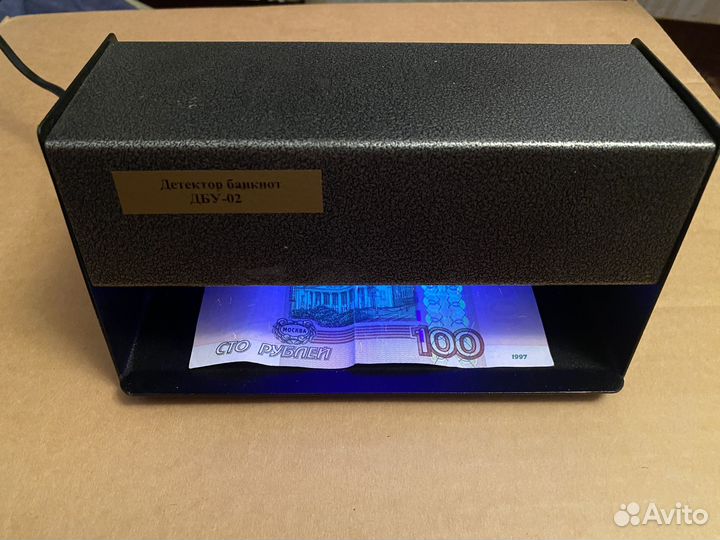 Детектор банкнот
ДБУ-02
МОСКВА
СТО РУБЛЕЙ
100
1997
Avito